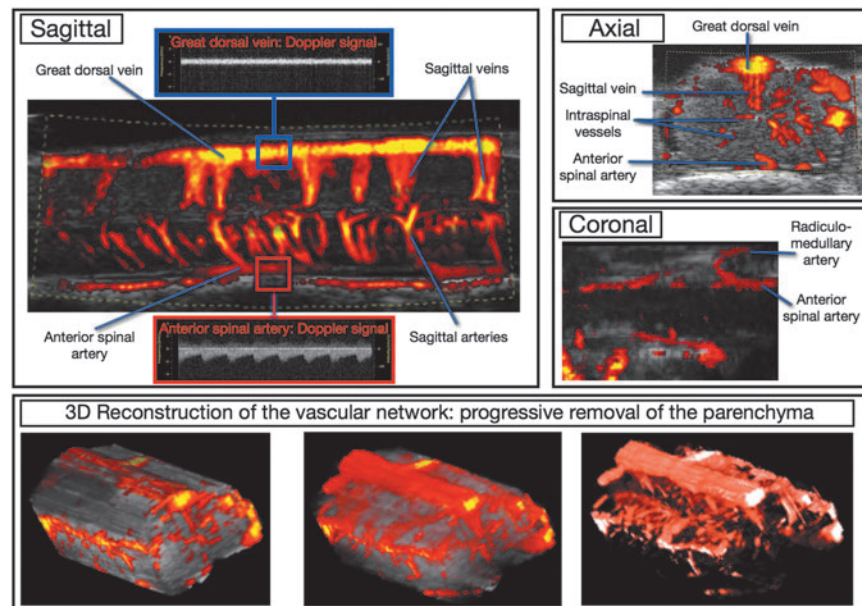 Sagittal
Great dorsal vein: Doppler signal
Great dorsal vein
Sagittal veins
Anterior spinal
artery
Sagittal arteries
Anterior spinal artery: Doppler signal
Axial
Great dorsal
vein
Sagittal vein
Intraspinal
vessels
Anterior
spinal artery
Coronal
Radiculo-
medullary
artery
Anterior
spinal artery
3D Reconstruction of the vascular network: progressive removal of the parenchyma